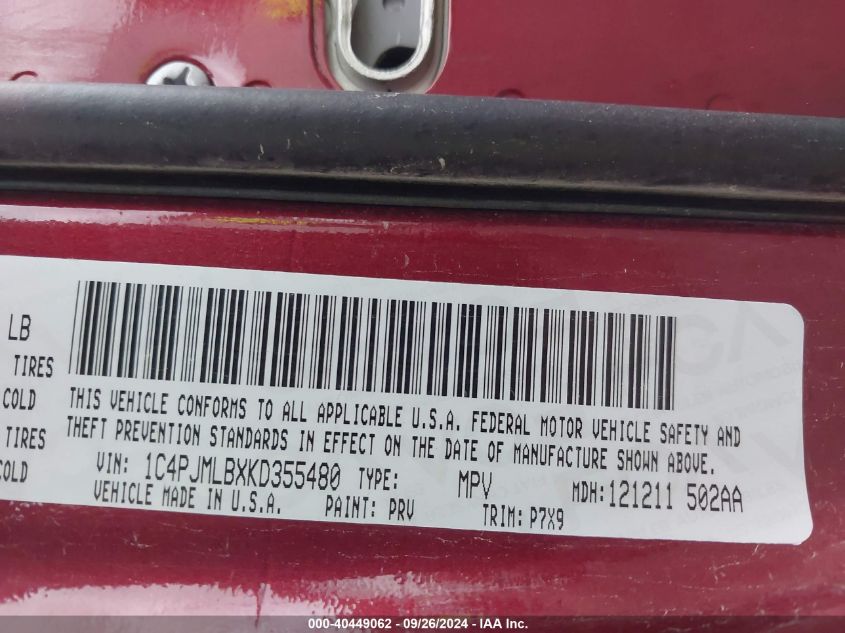 LB
TIRES
COLD
TIRES
COLD
THIS VEHICLE CONFORMS TO ALL APPLICABLE U.S.A. FEDERAL MOTOR VEHICLE SAFETY AND
THEFT PREVENTION STANDARDS IN EFFECT ON THE DATE OF MANUFACTURE SHOWN ABOVE.
VIN: 1C4PJMLBXKD355480 TYPE: MPV MDH:121211 502AA
VEHICLE MADE IN U.S.A. PAINT: PRV TRIM: P7X9
000-40449062 - 09/26/2024 - IAA Inc.